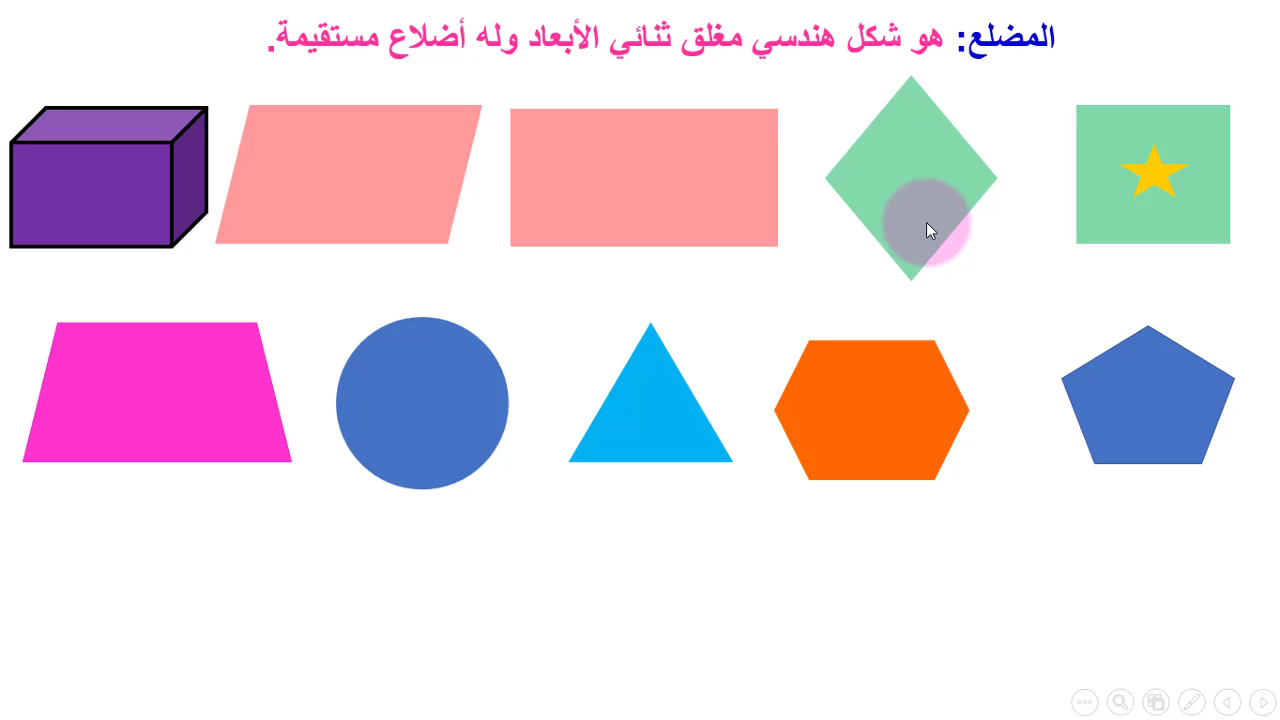 المضلع: هو شكل هندسي مغلق ثنائي الأبعاد وله أضلاع مستقيمة.